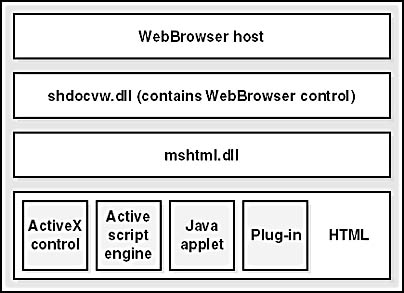 WebBrowser host
shdocvw.dll (contains WebBrowser control)
mshtml.dll
ActiveX
control
Active
script
engine
Java
applet
Plug-in
HTML